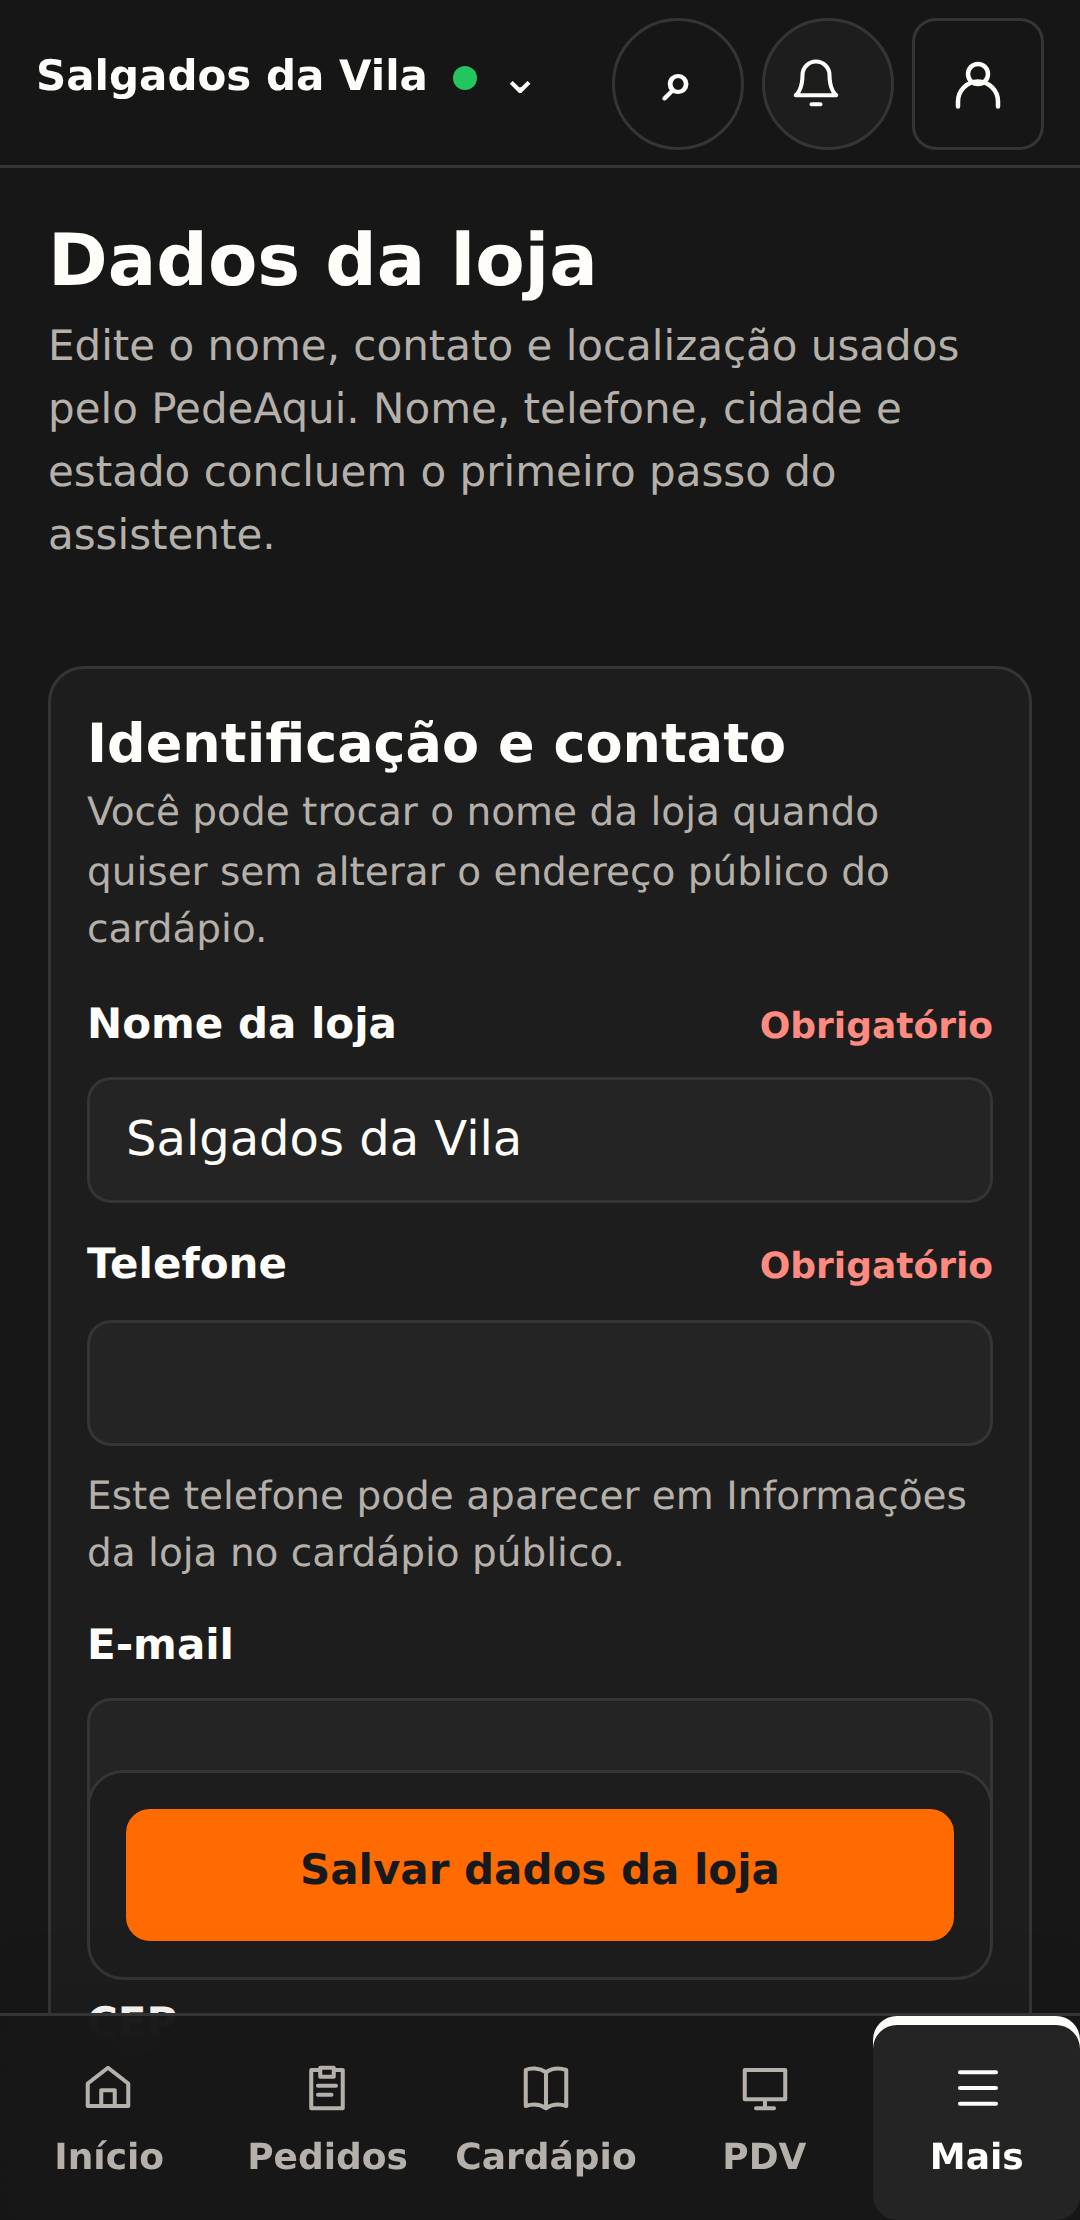 Salgados da Vila
Dados da loja
Edite o nome, contato e localização usados
pelo PedeAqui. Nome, telefone, cidade e
estado concluem o primeiro passo do
assistente.
Identificação e contato
Você pode trocar o nome da loja quando
quiser sem alterar o endereço público do
cardápio.
Nome da loja Obrigatório
Salgados da Vila
Telefone Obrigatório
Este telefone pode aparecer em Informações
da loja no cardápio público.
E-mail
Salvar dados da loja
CEP
Início Pedidos Cardápio PDV Mais